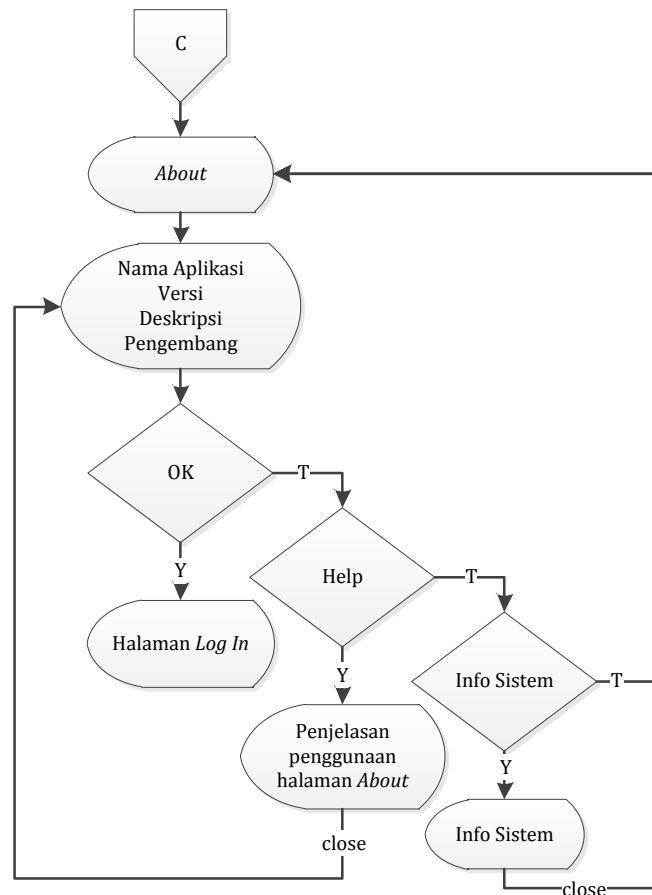 C
About
Nama Aplikasi
Versi
Deskripsi
Pengembang
OK
T
Y
Help
T
Halaman Log In
Y
Info Sistem
T
Penjelasan
penggunaan
halaman About
Y
close
Info Sistem
close